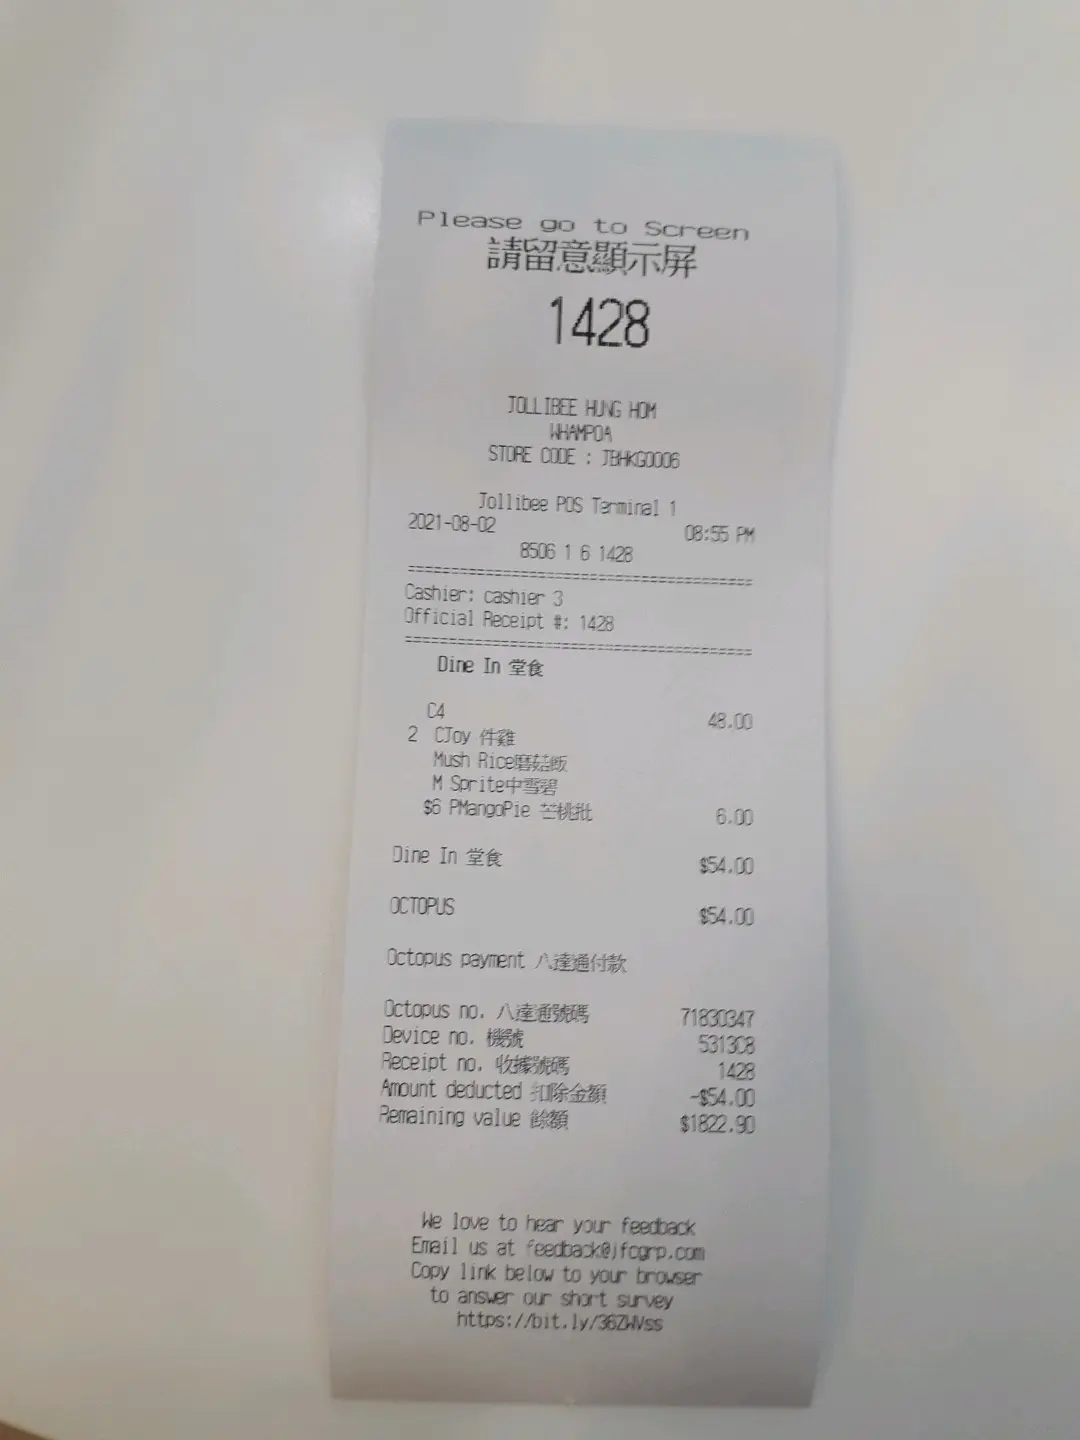 Please go to Screen
請留意顯示屏
1428
JOLLIBEE HUNG HOM
WHAMPOA
STORE CODE : JBHKG0006
Jollibee POS Terminal 1
2021-08-02 08:55 PM
8506 1 6 1428
========================================
Cashier: cashier 3
Official Receipt #: 1428
========================================
Dine In 堂食
C4 48.00
2 CJoy 件雞
Mush Rice磨菇飯
M Sprite中雪碧
$6 PMangoPie 芒桃批 6.00
Dine In 堂食 $54.00
OCTOPUS $54.00
Octopus payment 八達通付款
Octopus no. 八達通號碼 71830347
Device no. 機號 531308
Receipt no. 收據號碼 1428
Amount deducted 扣除金額 -$54.00
Remaining value 餘額 $1822.90
We love to hear your feedback
Email us at feedback@jfcgrp.com
Copy link below to your browser
to answer our short survey
https://bit.ly/36ZWVss